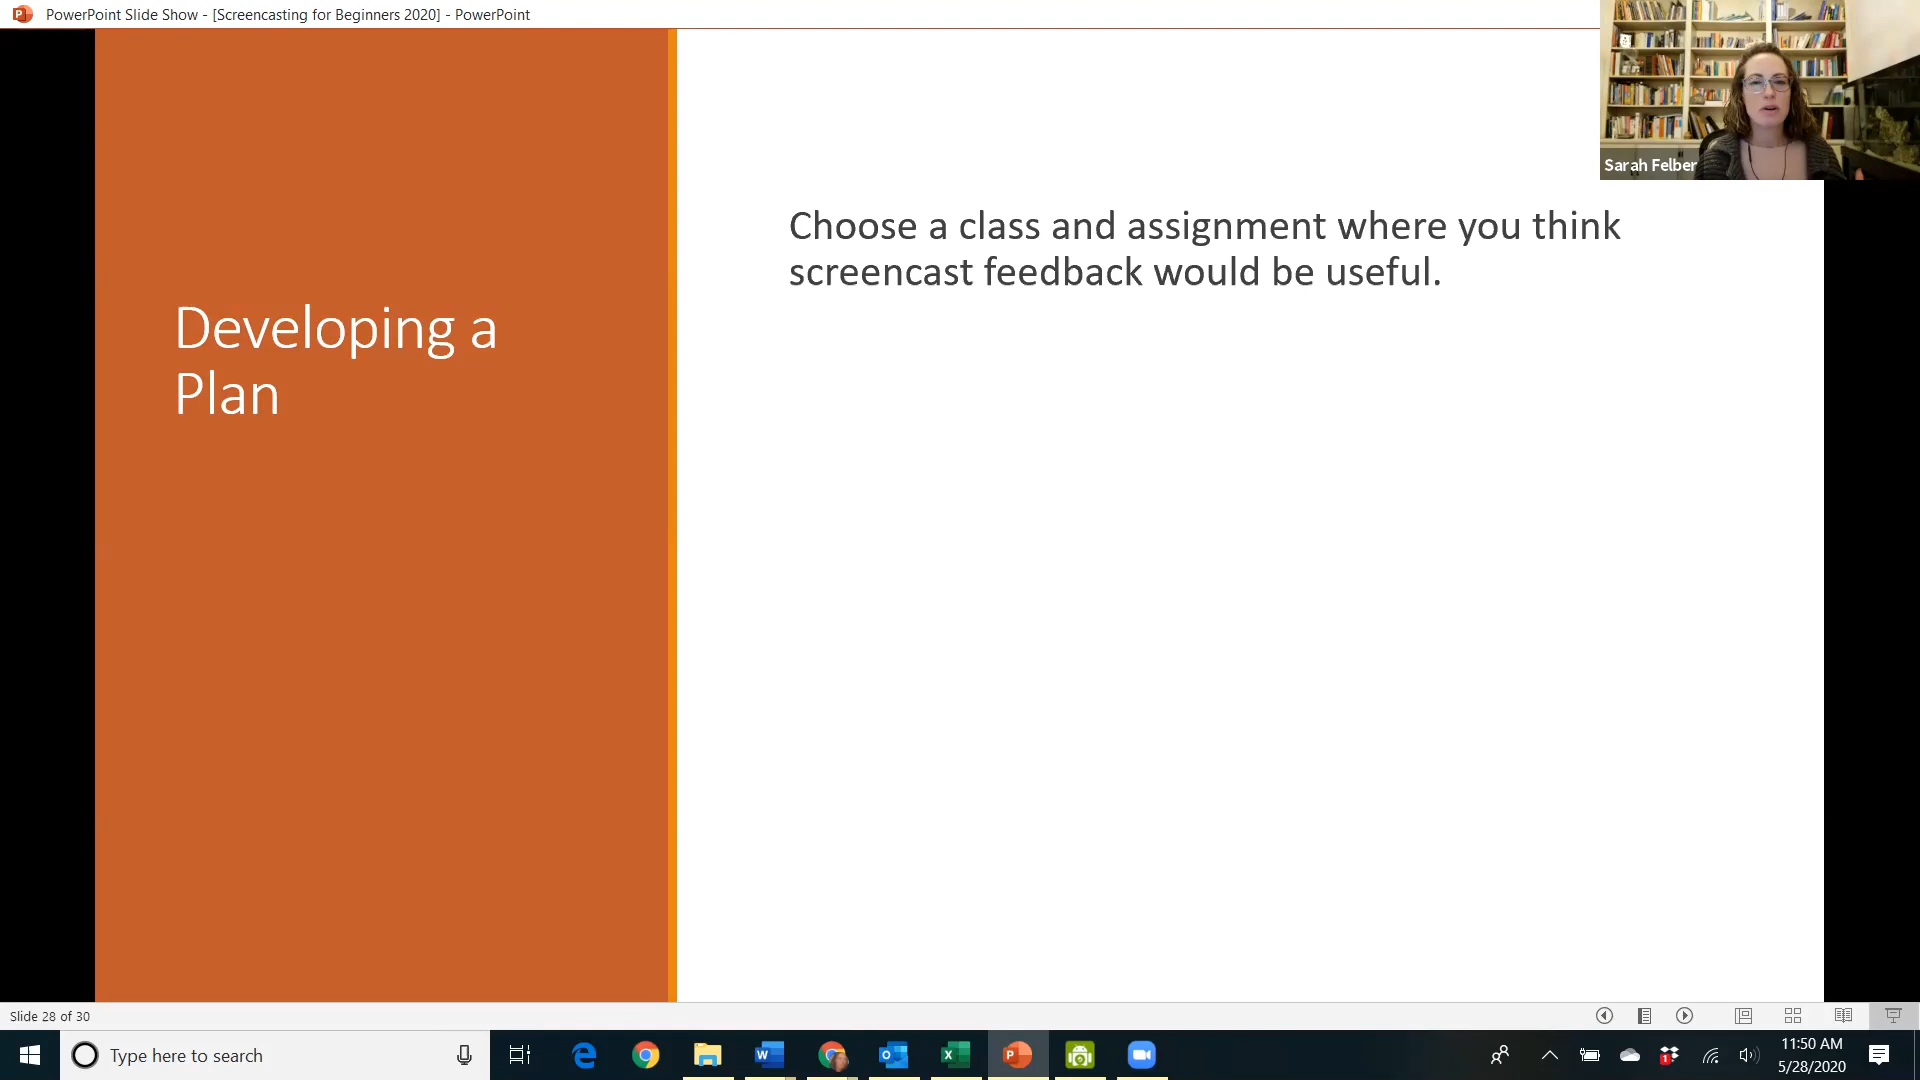 PowerPoint Slide Show - [Screencasting for Beginners 2020] - PowerPoint
Sarah Felber
Developing a
Plan
Choose a class and assignment where you think
screencast feedback would be useful.
Slide 28 of 30
Type here to search
11:50 AM
5/28/2020